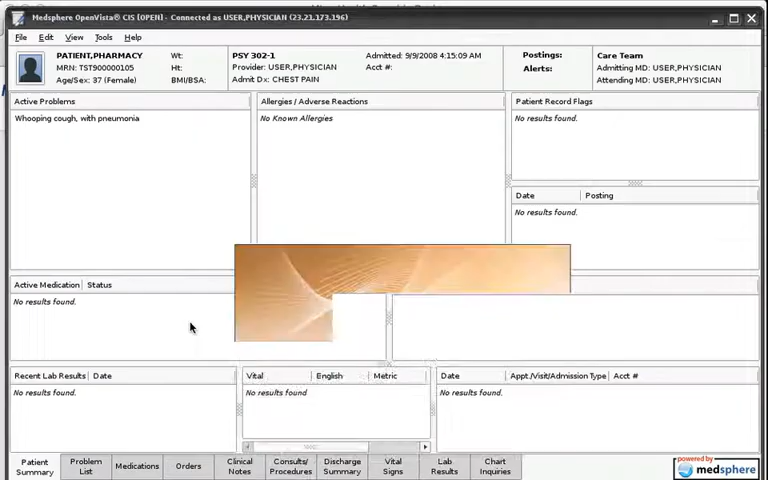 Medsphere OpenVista® CIS [OPEN] - Connected as USER,PHYSICIAN (23.21.173.196)
File Edit View Tools Help
PATIENT,PHARMACY Wt: PSY 302-1 Admitted: 9/9/2008 4:15:09 AM Postings: Care Team
MRN: TST900000105 Ht: Provider: USER,PHYSICIAN Acct #: Alerts: Admitting MD: USER,PHYSICIAN
Age/Sex: 37 (Female) BMI/BSA: Admit Dx: CHEST PAIN Attending MD: USER,PHYSICIAN
Active Problems Allergies / Adverse Reactions Patient Record Flags
Whooping cough, with pneumonia No Known Allergies No results found.
Date Posting
No results found.
Active Medication Status
No results found.
Recent Lab Results Date Vital English Metric Date Appt./Visit/Admission Type Acct #
No results found. No results found No results found.
Patient Summary Problem List Medications Orders Clinical Notes Consults/ Procedures Discharge Summary Vital Signs Lab Results Chart Inquiries
powered by medsphere